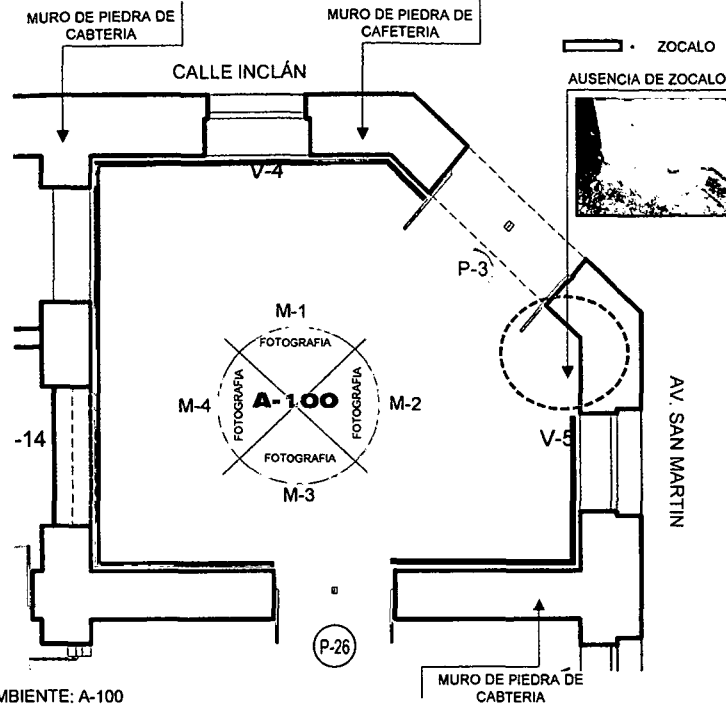 MURO DE PIEDRA DE
CABTERIA
MURO DE PIEDRA DE
CAFETERIA
ZOCALO
CALLE INCLÁN
AUSENCIA DE ZOCALO
V-4
P-3
M-1
FOTOGRAFIA
M-4
FOTOGRAFIA
A-100
FOTOGRAFIA
M-2
FOTOGRAFIA
M-3
-14
V-5
AV. SAN MARTIN
P-26
MURO DE PIEDRA DE
CABTERIA
MBIENTE: A-100